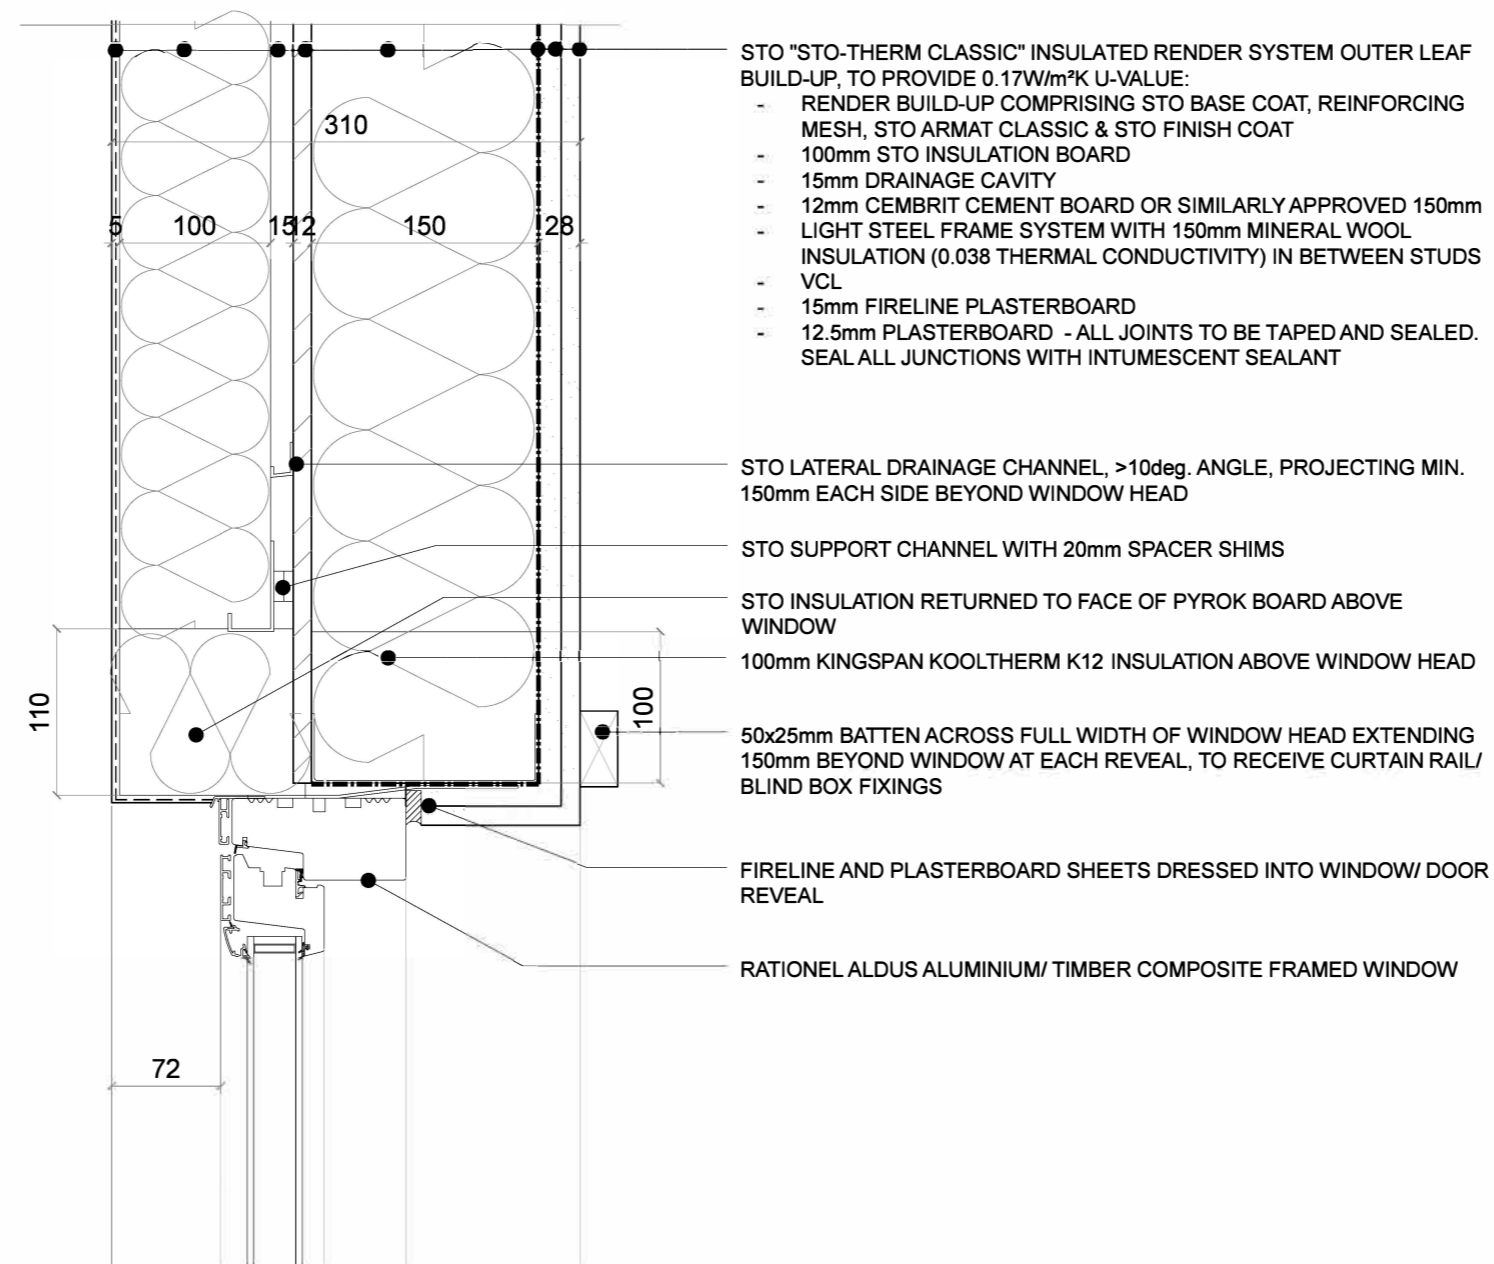 STO "STO-THERM CLASSIC" INSULATED RENDER SYSTEM OUTER LEAF
BUILD-UP, TO PROVIDE 0.17W/m²K U-VALUE:
- RENDER BUILD-UP COMPRISING STO BASE COAT, REINFORCING
MESH, STO ARMAT CLASSIC & STO FINISH COAT
- 100mm STO INSULATION BOARD
- 15mm DRAINAGE CAVITY
- 12mm CEMBRIT CEMENT BOARD OR SIMILARLY APPROVED 150mm
- LIGHT STEEL FRAME SYSTEM WITH 150mm MINERAL WOOL
INSULATION (0.038 THERMAL CONDUCTIVITY) IN BETWEEN STUDS
- VCL
- 15mm FIRELINE PLASTERBOARD
- 12.5mm PLASTERBOARD - ALL JOINTS TO BE TAPED AND SEALED.
SEAL ALL JUNCTIONS WITH INTUMESCENT SEALANT
310
5 100 15 12 150 28
STO LATERAL DRAINAGE CHANNEL, >10deg. ANGLE, PROJECTING MIN.
150mm EACH SIDE BEYOND WINDOW HEAD
STO SUPPORT CHANNEL WITH 20mm SPACER SHIMS
STO INSULATION RETURNED TO FACE OF PYROK BOARD ABOVE
WINDOW
100mm KINGSPAN KOOLTHERM K12 INSULATION ABOVE WINDOW HEAD
110
100
50x25mm BATTEN ACROSS FULL WIDTH OF WINDOW HEAD EXTENDING
150mm BEYOND WINDOW AT EACH REVEAL, TO RECEIVE CURTAIN RAIL/
BLIND BOX FIXINGS
FIRELINE AND PLASTERBOARD SHEETS DRESSED INTO WINDOW/ DOOR
REVEAL
RATIONEL ALDUS ALUMINIUM/ TIMBER COMPOSITE FRAMED WINDOW
72